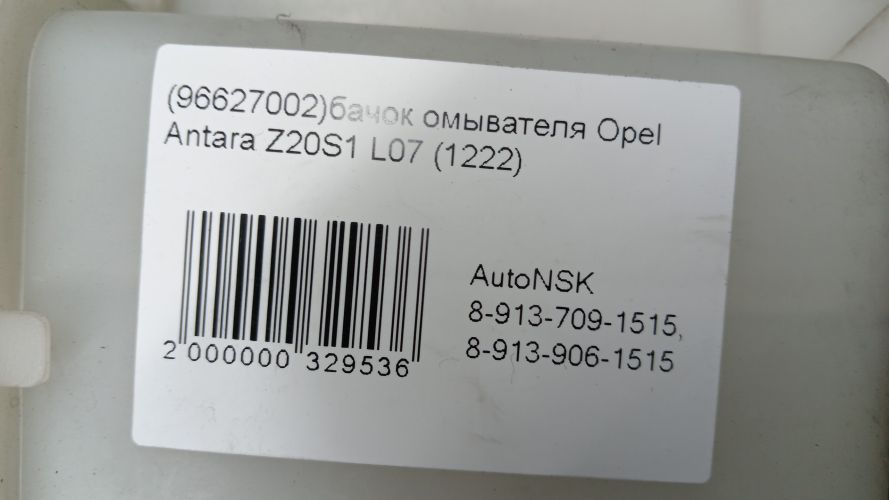 (96627002)бачок омывателя Opel
Antara Z20S1 L07 (1222)
AutoNSK
8-913-709-1515,
8-913-906-1515
2 000000 329536